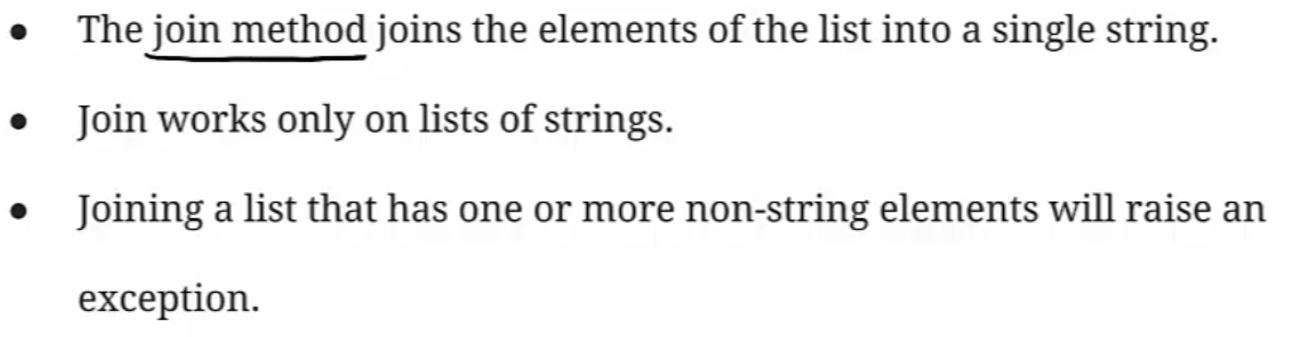 • The join method joins the elements of the list into a single string.
• Join works only on lists of strings.
• Joining a list that has one or more non-string elements will raise an
exception.